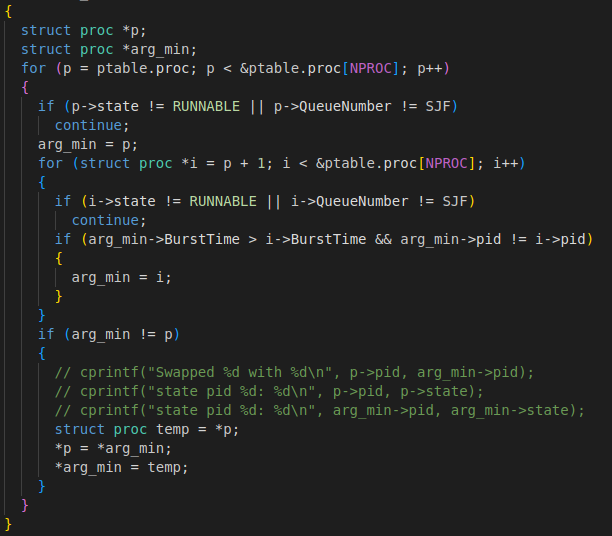 {
  struct proc *p;
  struct proc *arg_min;
  for (p = ptable.proc; p < &ptable.proc[NPROC]; p++)
  {
    if (p->state != RUNNABLE || p->QueueNumber != SJF)
      continue;
    arg_min = p;
    for (struct proc *i = p + 1; i < &ptable.proc[NPROC]; i++)
    {
      if (i->state != RUNNABLE || i->QueueNumber != SJF)
        continue;
      if (arg_min->BurstTime > i->BurstTime && arg_min->pid != i->pid)
      {
        arg_min = i;
      }
    }
    if (arg_min != p)
    {
      // cprintf("Swapped %d with %d\n", p->pid, arg_min->pid);
      // cprintf("state pid %d: %d\n", p->pid, p->state);
      // cprintf("state pid %d: %d\n", arg_min->pid, arg_min->state);
      struct proc temp = *p;
      *p = *arg_min;
      *arg_min = temp;
    }
  }
}